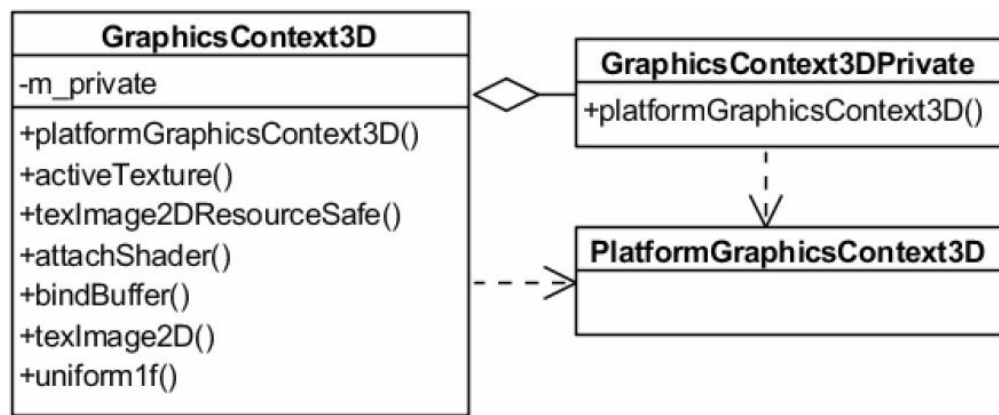 GraphicsContext3D
-m_private
+platformGraphicsContext3D()
+activeTexture()
+texImage2DResourceSafe()
+attachShader()
+bindBuffer()
+texImage2D()
+uniform1f()
GraphicsContext3DPrivate
+platformGraphicsContext3D()
PlatformGraphicsContext3D